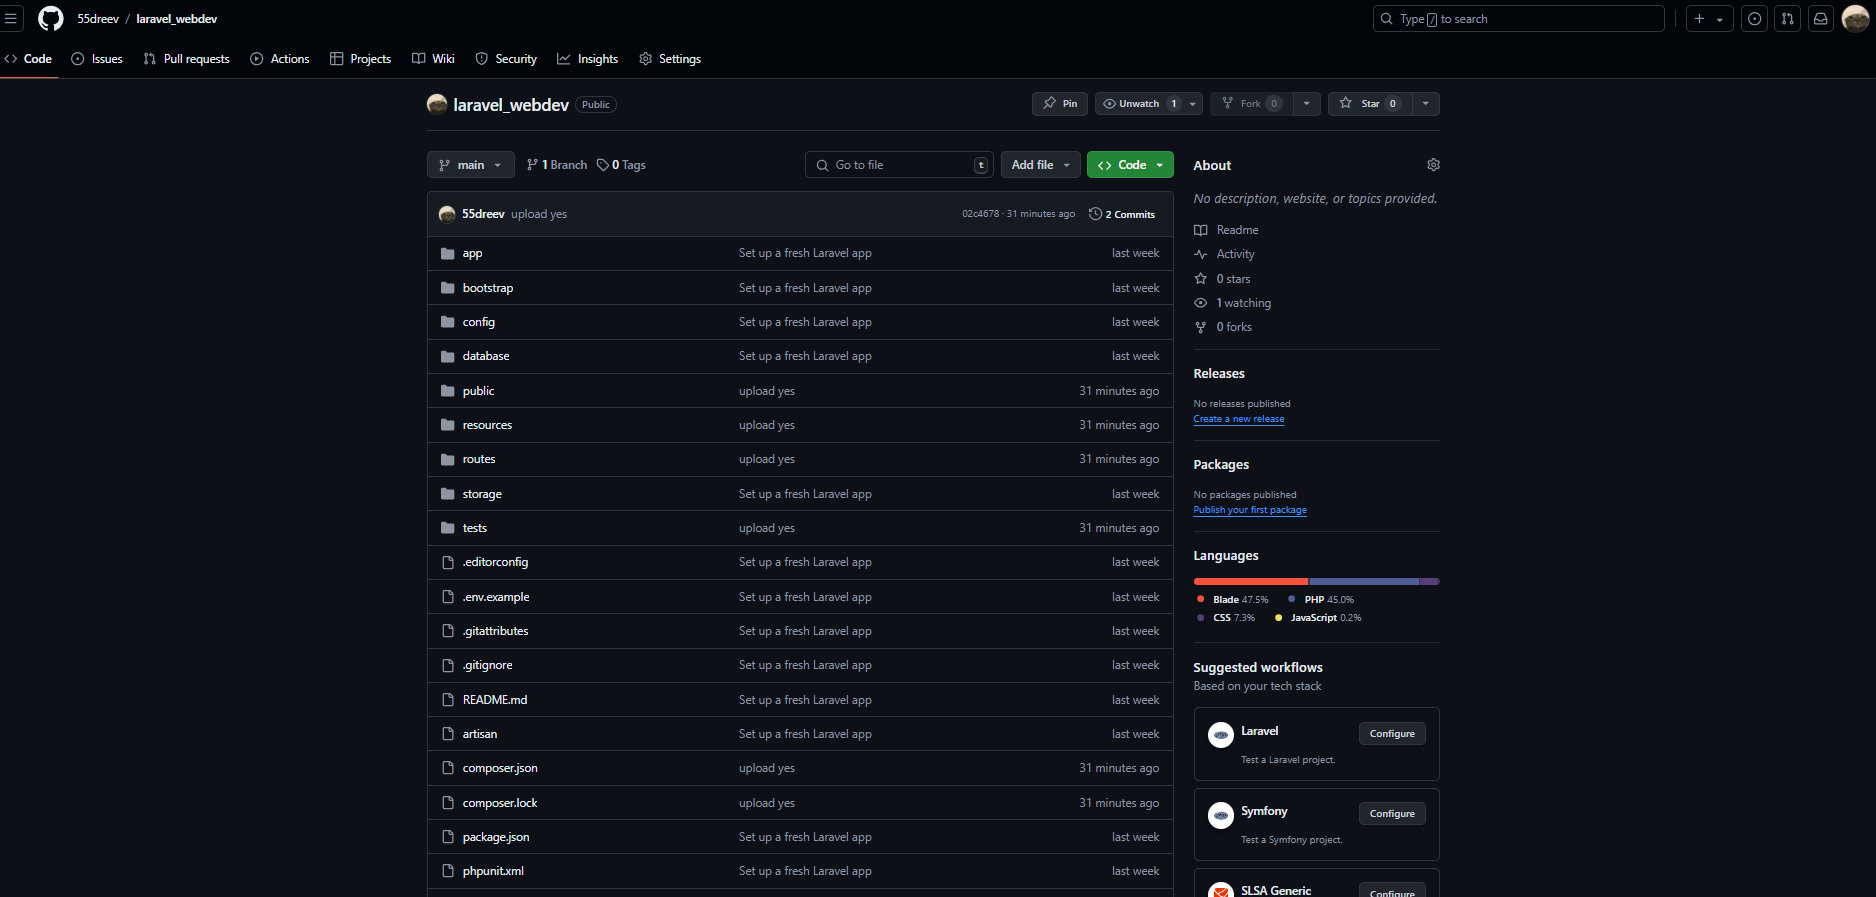 55dreev / laravel_webdev
Type / to search
Code Issues Pull requests Actions Projects Wiki Security Insights Settings
laravel_webdev Public
Pin Unwatch 1 Fork 0 Star 0
main 1 Branch 0 Tags Go to file t Add file Code
55dreev upload yes 02c4678 · 31 minutes ago 2 Commits
app Set up a fresh Laravel app last week
bootstrap Set up a fresh Laravel app last week
config Set up a fresh Laravel app last week
database Set up a fresh Laravel app last week
public upload yes 31 minutes ago
resources upload yes 31 minutes ago
routes upload yes 31 minutes ago
storage Set up a fresh Laravel app last week
tests upload yes 31 minutes ago
.editorconfig Set up a fresh Laravel app last week
.env.example Set up a fresh Laravel app last week
.gitattributes Set up a fresh Laravel app last week
.gitignore Set up a fresh Laravel app last week
README.md Set up a fresh Laravel app last week
artisan Set up a fresh Laravel app last week
composer.json upload yes 31 minutes ago
composer.lock upload yes 31 minutes ago
package.json Set up a fresh Laravel app last week
phpunit.xml Set up a fresh Laravel app last week
About
No description, website, or topics provided.
Readme
Activity
0 stars
1 watching
0 forks
Releases
No releases published
Create a new release
Packages
No packages published
Publish your first package
Languages
Blade 47.5% PHP 45.0%
CSS 7.3% JavaScript 0.2%
Suggested workflows
Based on your tech stack
Laravel Configure
Test a Laravel project.
Symfony Configure
Test a Symfony project.
SLSA Generic Configure